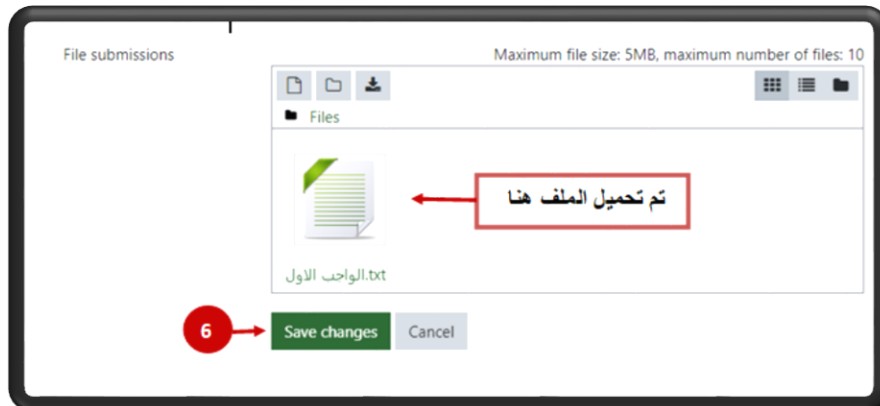 File submissions
Maximum file size: 5MB, maximum number of files: 10
Files
تم تحميل الملف هنا
الواجب الاول.txt
6
Save changes
Cancel